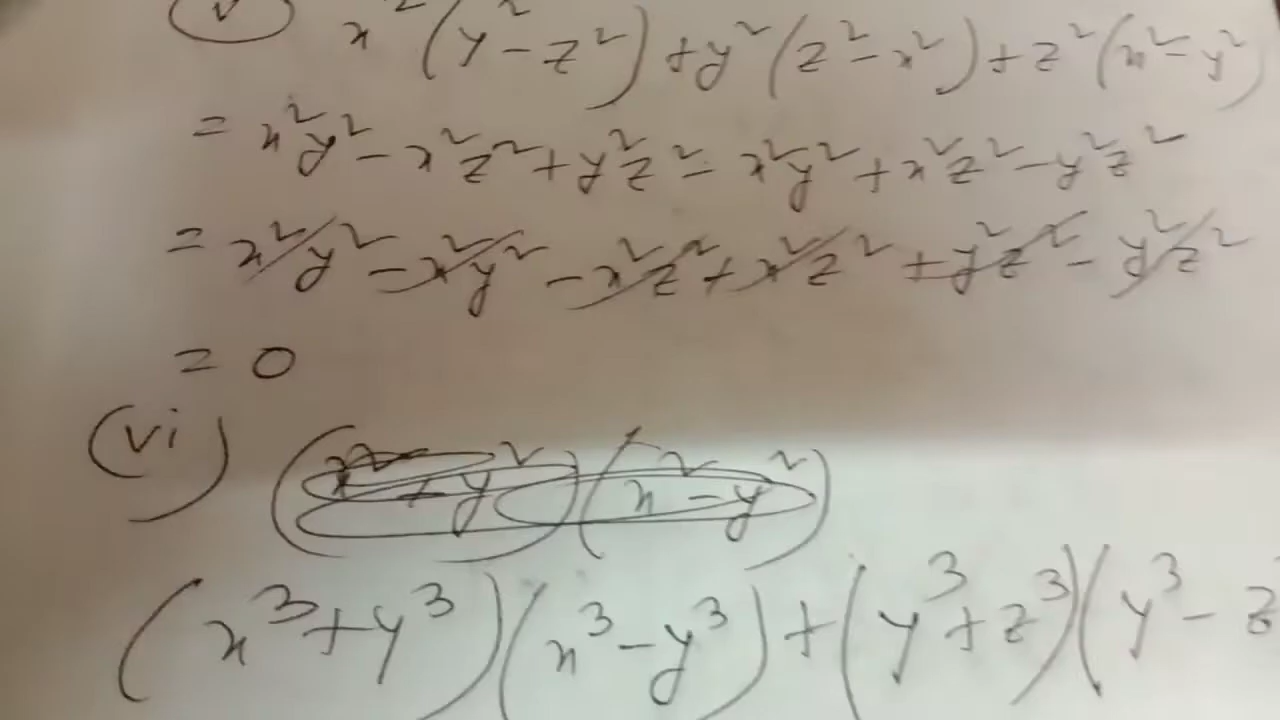 (v) x²(y²-z²)+y²(z²-x²)+z²(x²-y²)
= x²y²-x²z²+y²z²=x²y²+x²z²-y²z²
= x²y²-x²y²-x²z²+x²z²+y²z²-y²z²
= 0
(vi) (x²+y²)(x²-y²)
(x³+y³)(x³-y³)+(y³+z³)(y³-z